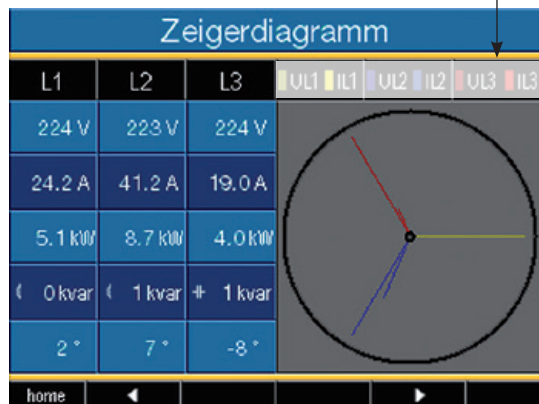 Zeigerdiagramm
L1 L2 L3 UL1 IL1 UL2 IL2 UL3 IL3
224 V 223 V 224 V
24.2 A 41.2 A 19.0 A
5.1 kW 8.7 kW 4.0 kW
0 kvar 1 kvar 1 kvar
2 ° 7 ° -8 °
home